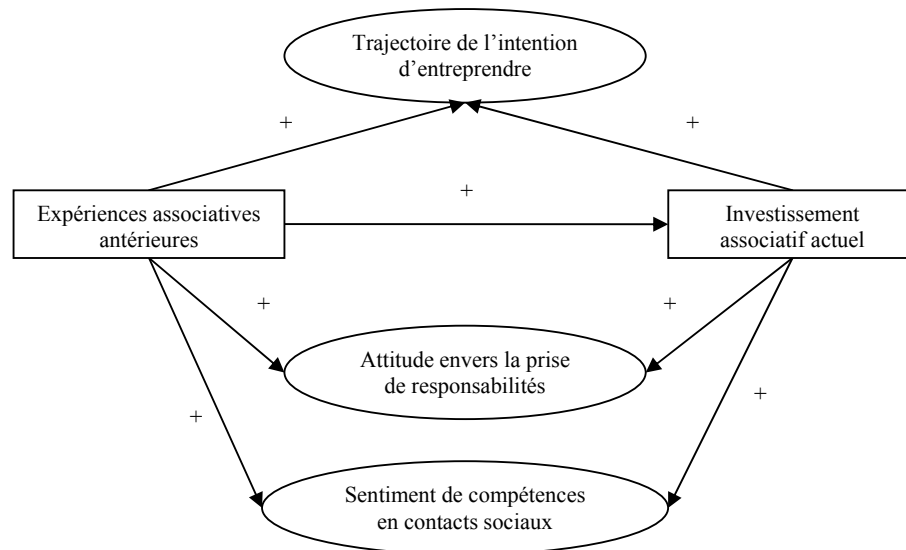 Trajectoire de l’intention
d’entreprendre
+
+
+
Expériences associatives
antérieures
Investissement
associatif actuel
+
+
Attitude envers la prise
de responsabilités
+
+
Sentiment de compétences
en contacts sociaux